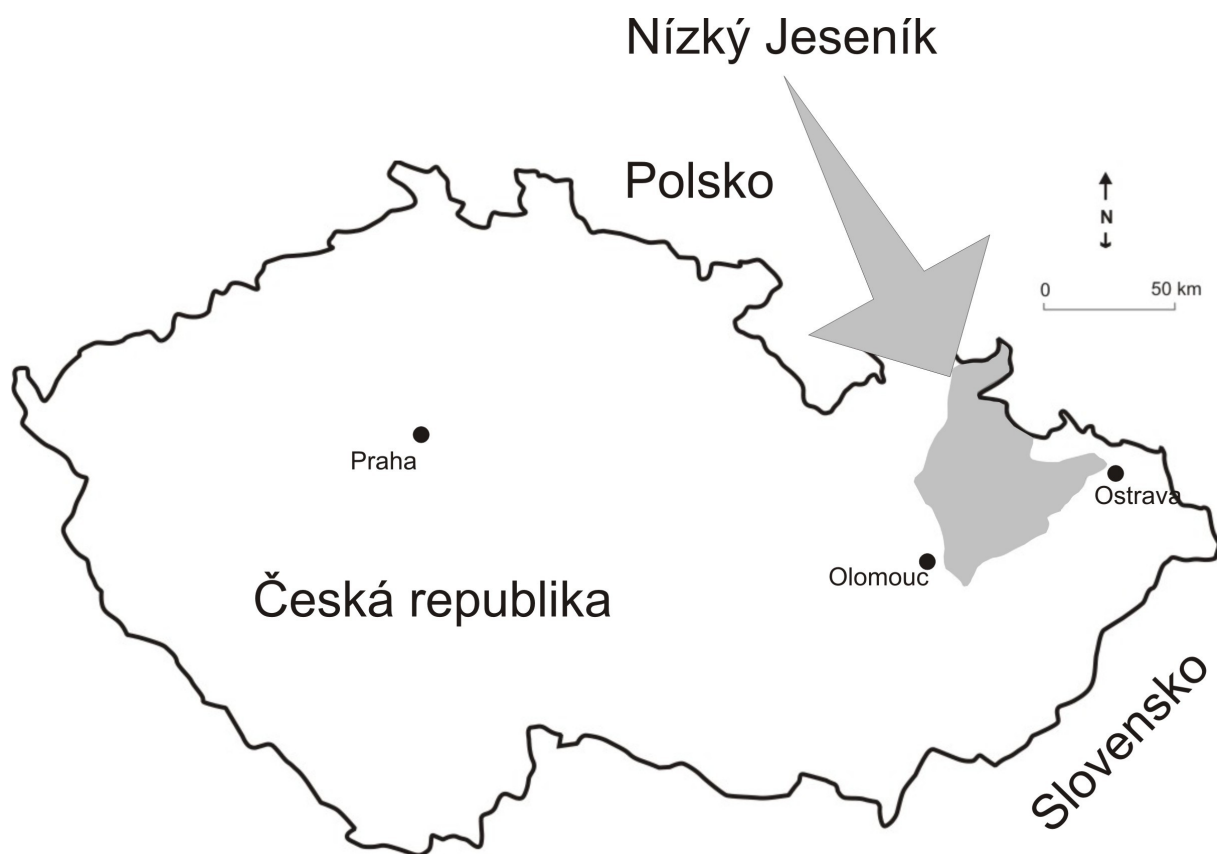 Nízký Jeseník
Polsko
N
0 50 km
Praha
Ostrava
Olomouc
Česká republika
Slovensko